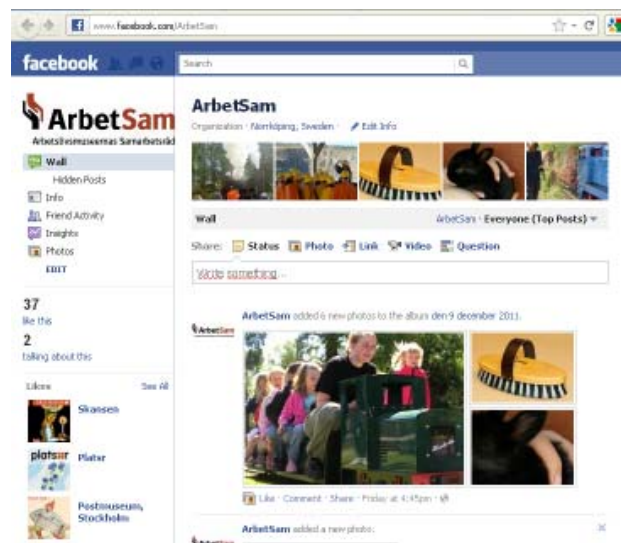 www.facebook.com/ArbetSam
facebook
Search
ArbetSam
Arbetslivsmuseernas Samarbetsråd
Wall
Hidden Posts
Info
Friend Activity
Insights
Photos
EDIT
37
like this
2
talking about this
Likes
See All
Skansen
platsr
Platsr
Postmuseum,
Stockholm
ArbetSam
Organization · Norrköping, Sweden · Edit Info
Wall
ArbetSam · Everyone (Top Posts)
Share: Status Photo Link Video Question
Write something...
ArbetSam added 6 new photos to the album den 9 december 2011.
ArbetSam
Like · Comment · Share · Friday at 4:45pm
ArbetSam added a new photo:
ArbetSam